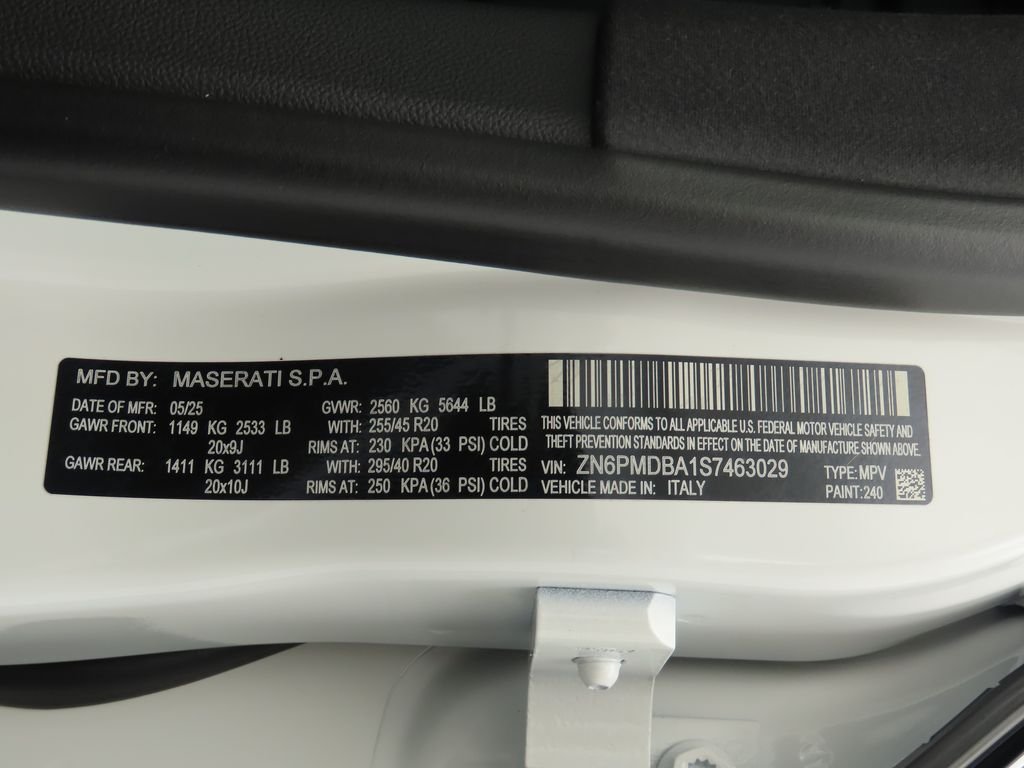 MFD BY: MASERATI S.P.A.
DATE OF MFR: 05/25 GVWR: 2560 KG 5644 LB
GAWR FRONT: 1149 KG 2533 LB WITH: 255/45 R20 TIRES
20x9J RIMS AT: 230 KPA(33 PSI) COLD
GAWR REAR: 1411 KG 3111 LB WITH: 295/40 R20 TIRES
20x10J RIMS AT: 250 KPA(36 PSI) COLD
THIS VEHICLE CONFORMS TO ALL APPLICABLE U.S. FEDERAL MOTOR VEHICLE SAFETY AND
THEFT PREVENTION STANDARDS IN EFFECT ON THE DATE OF MANUFACTURE SHOWN ABOVE.
VIN: ZN6PMDBA1S7463029 TYPE: MPV
VEHICLE MADE IN: ITALY PAINT: 240